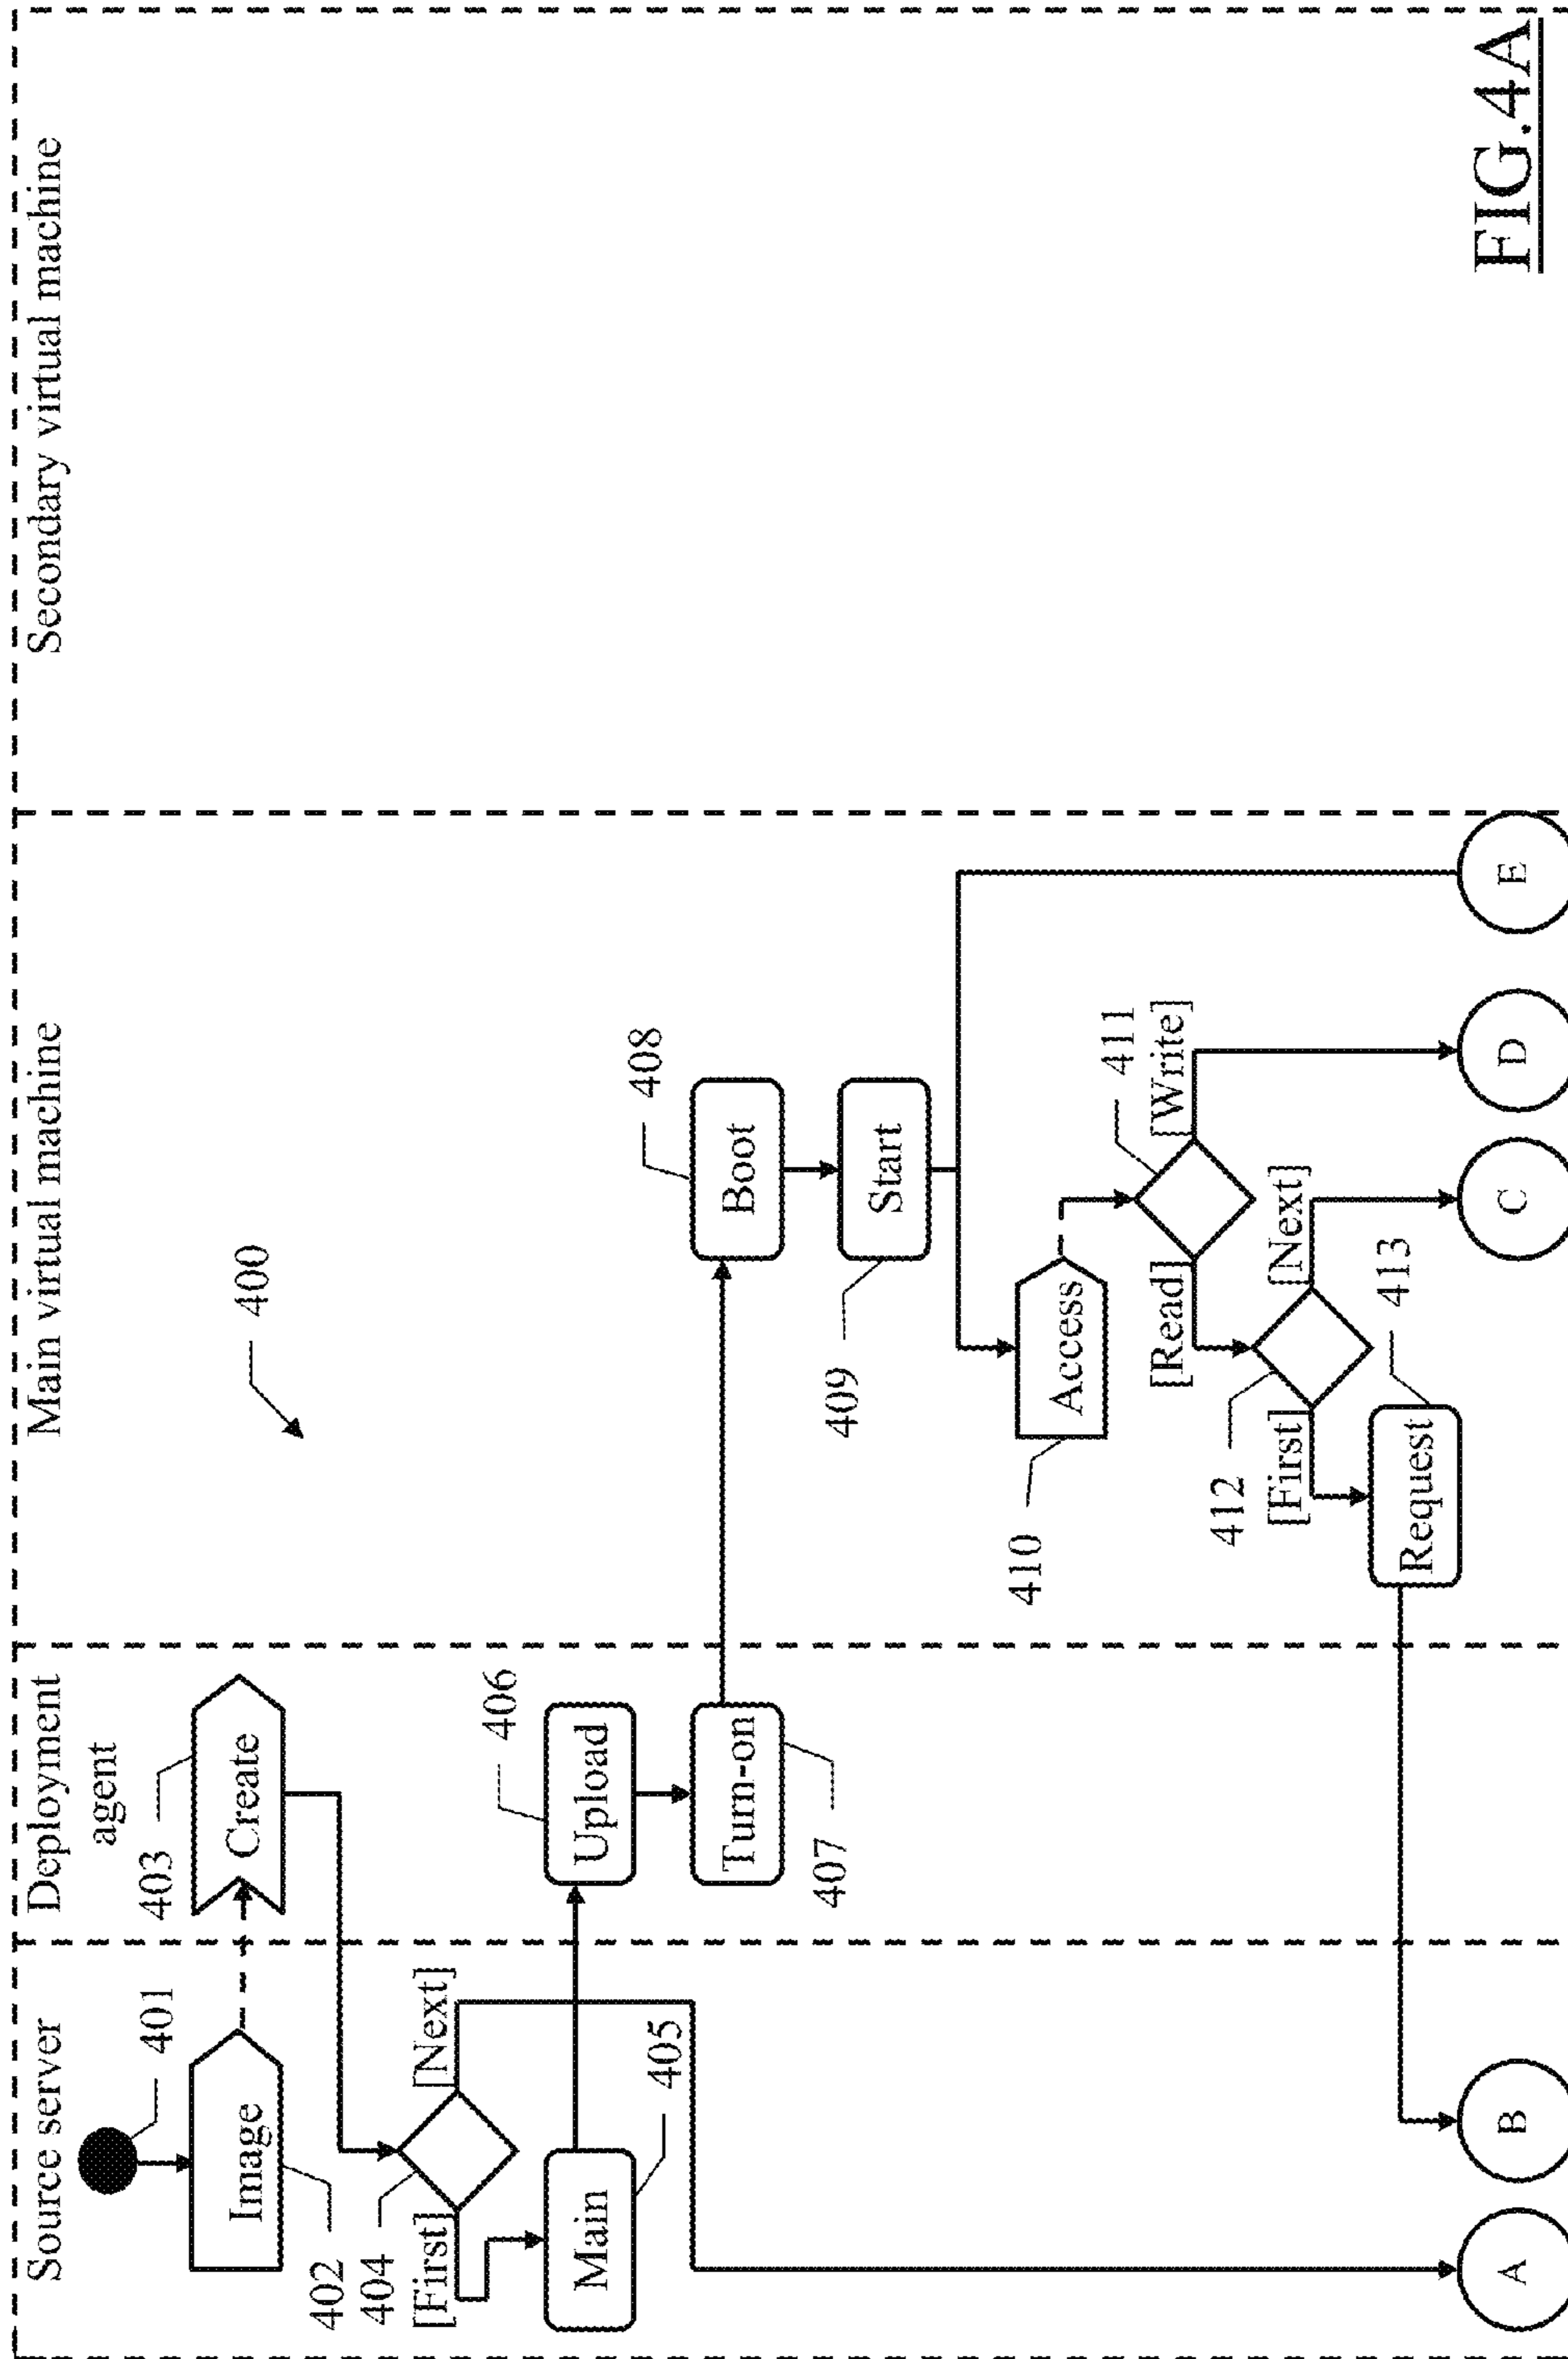 Source server
Deployment
agent
Main virtual machine
Secondary virtual machine
401
Image
402
403
Create
400
404
[First]
[Next]
Main
405
406
Upload
Turn-on
407
408
Boot
Start
409
Access
410
411
[Read]
[Write]
412
[First]
[Next]
Request
413
A
B
C
D
E
FIG.4A